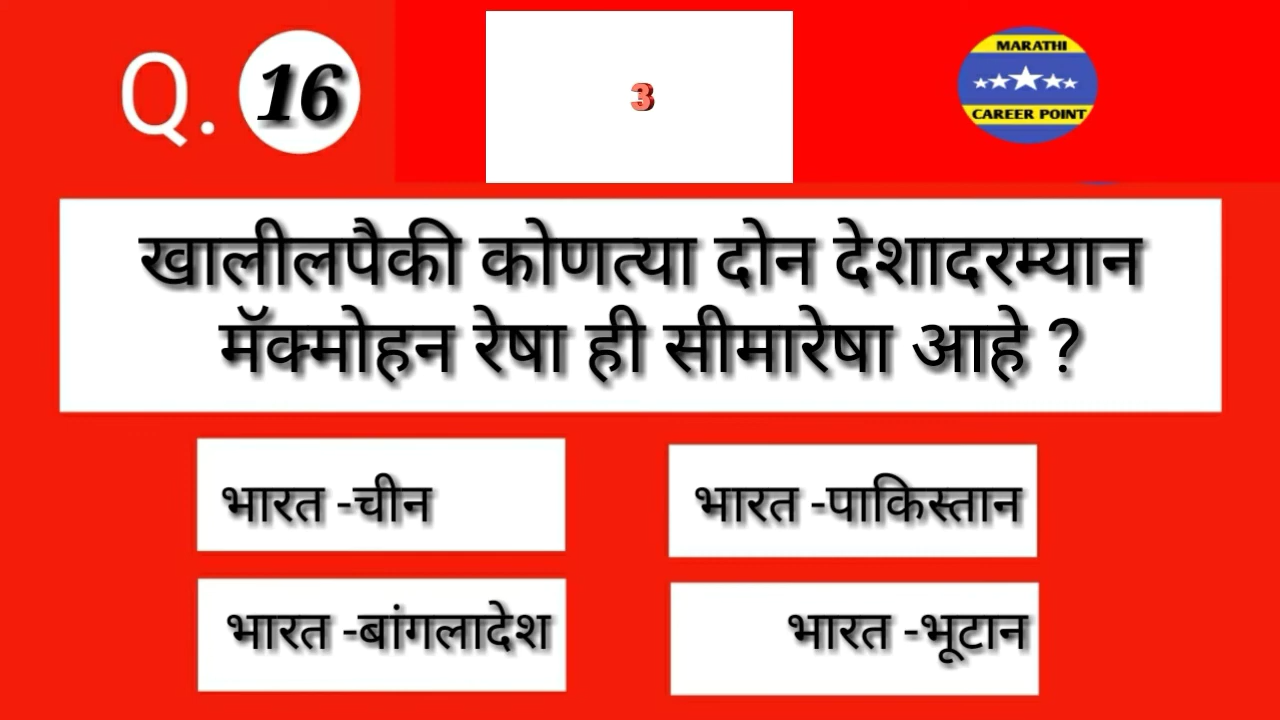 Q. 16
3
MARATHI
CAREER POINT
खालीलपैकी कोणत्या दोन देशादरम्यान
मॅक्मोहन रेषा ही सीमारेषा आहे ?
भारत -चीन
भारत -पाकिस्तान
भारत -बांगलादेश
भारत -भूटान